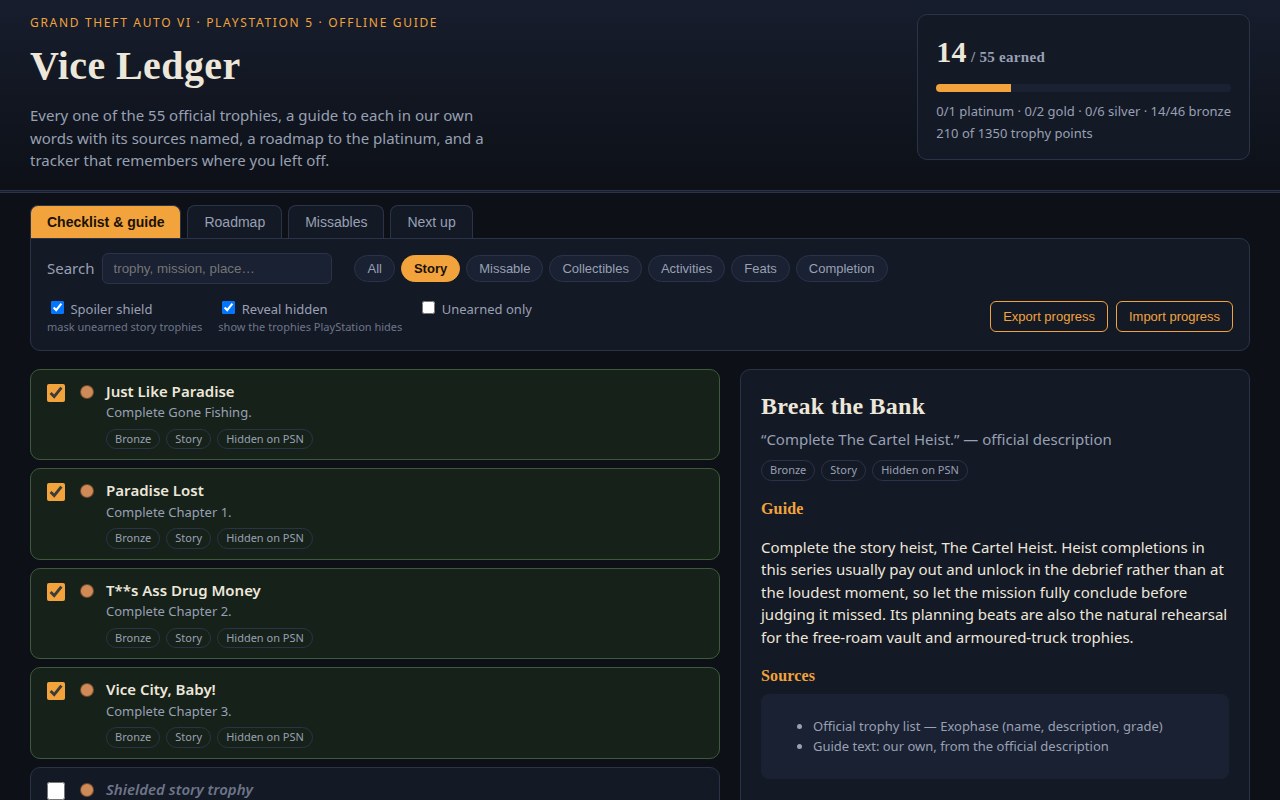 GRAND THEFT AUTO VI · PLAYSTATION 5 · OFFLINE GUIDE
Vice Ledger
Every one of the 55 official trophies, a guide to each in our own
words with its sources named, a roadmap to the platinum, and a
tracker that remembers where you left off.
14 / 55 earned
0/1 platinum · 0/2 gold · 0/6 silver · 14/46 bronze
210 of 1350 trophy points
Checklist & guide
Roadmap
Missables
Next up
Search
trophy, mission, place…
All
Story
Missable
Collectibles
Activities
Feats
Completion
Spoiler shield
mask unearned story trophies
Reveal hidden
show the trophies PlayStation hides
Unearned only
Export progress
Import progress
Just Like Paradise
Complete Gone Fishing.
Bronze
Story
Hidden on PSN
Paradise Lost
Complete Chapter 1.
Bronze
Story
Hidden on PSN
T**s Ass Drug Money
Complete Chapter 2.
Bronze
Story
Hidden on PSN
Vice City, Baby!
Complete Chapter 3.
Bronze
Story
Hidden on PSN
Shielded story trophy
Break the Bank
“Complete The Cartel Heist.” — official description
Bronze
Story
Hidden on PSN
Guide
Complete the story heist, The Cartel Heist. Heist completions in
this series usually pay out and unlock in the debrief rather than at
the loudest moment, so let the mission fully conclude before
judging it missed. Its planning beats are also the natural rehearsal
for the free-roam vault and armoured-truck trophies.
Sources
Official trophy list — Exophase (name, description, grade)
Guide text: our own, from the official description